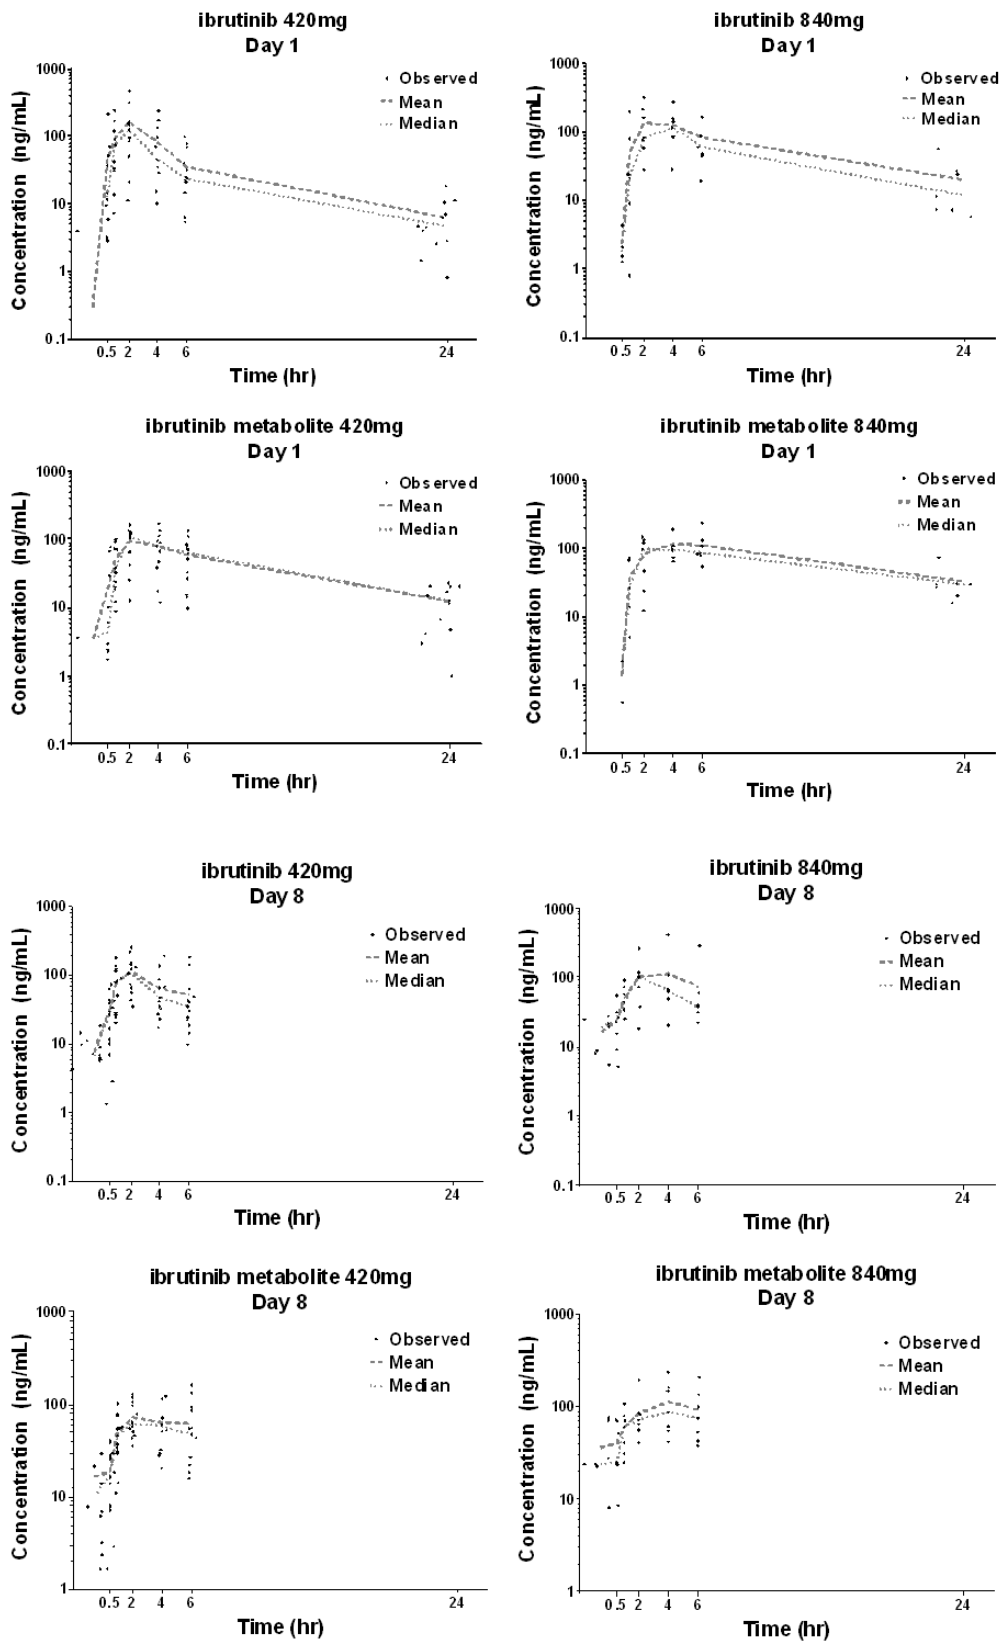 ibrutinib 420mg
Day 1
Concentration (ng/mL)
1000
100
10
1
0.1
Observed
Mean
Median
0.5 2 4 6 24
Time (hr)
ibrutinib 840mg
Day 1
Concentration (ng/mL)
1000
100
10
1
0.1
Observed
Mean
Median
0.5 2 4 6 24
Time (hr)
ibrutinib metabolite 420mg
Day 1
Concentration (ng/mL)
1000
100
10
1
0.1
Observed
Mean
Median
0.5 2 4 6 24
Time (hr)
ibrutinib metabolite 840mg
Day 1
Concentration (ng/mL)
1000
100
10
1
0.1
Observed
Mean
Median
0.5 2 4 6 24
Time (hr)
ibrutinib 420mg
Day 8
Concentration (ng/mL)
1000
100
10
1
0.1
Observed
Mean
Median
0.5 2 4 6 24
Time (hr)
ibrutinib 840mg
Day 8
Concentration (ng/mL)
1000
100
10
1
0.1
Observed
Mean
Median
0.5 2 4 6 24
Time (hr)
ibrutinib metabolite 420mg
Day 8
Concentration (ng/mL)
1000
100
10
1
Observed
Mean
Median
0.5 2 4 6 24
Time (hr)
ibrutinib metabolite 840mg
Day 8
Concentration (ng/mL)
1000
100
10
1
Observed
Mean
Median
0.5 2 4 6 24
Time (hr)